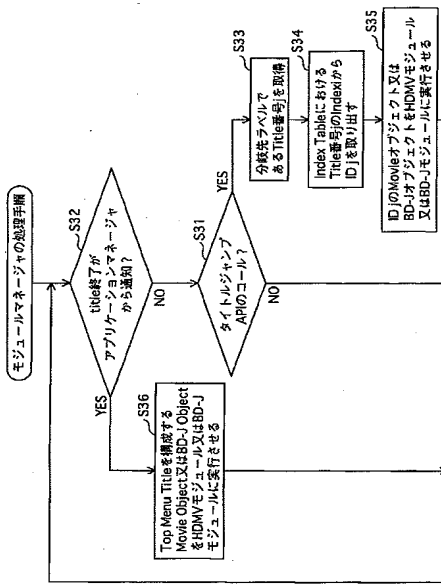 モジュールマネージャの処理手順
S32
title終了が
アプリケーションマネージャ
から通知?
YES
NO
S36
Top Menu Titleを構成する
Movie Object又はBD-J Object
をHDMVモジュール又はBD-J
モジュールに実行させる
S31
タイトルジャンプ
APIのコール?
YES
NO
S33
分岐先ラベルで
あるTitle番号jを取得
S34
Index Tableにおける
Title番号jのIndexiから
ID jを取り出す
S35
ID jのMovieオブジェクト又は
BD-JオブジェクトをHDMVモジュール
又はBD-Jモジュールに実行させる